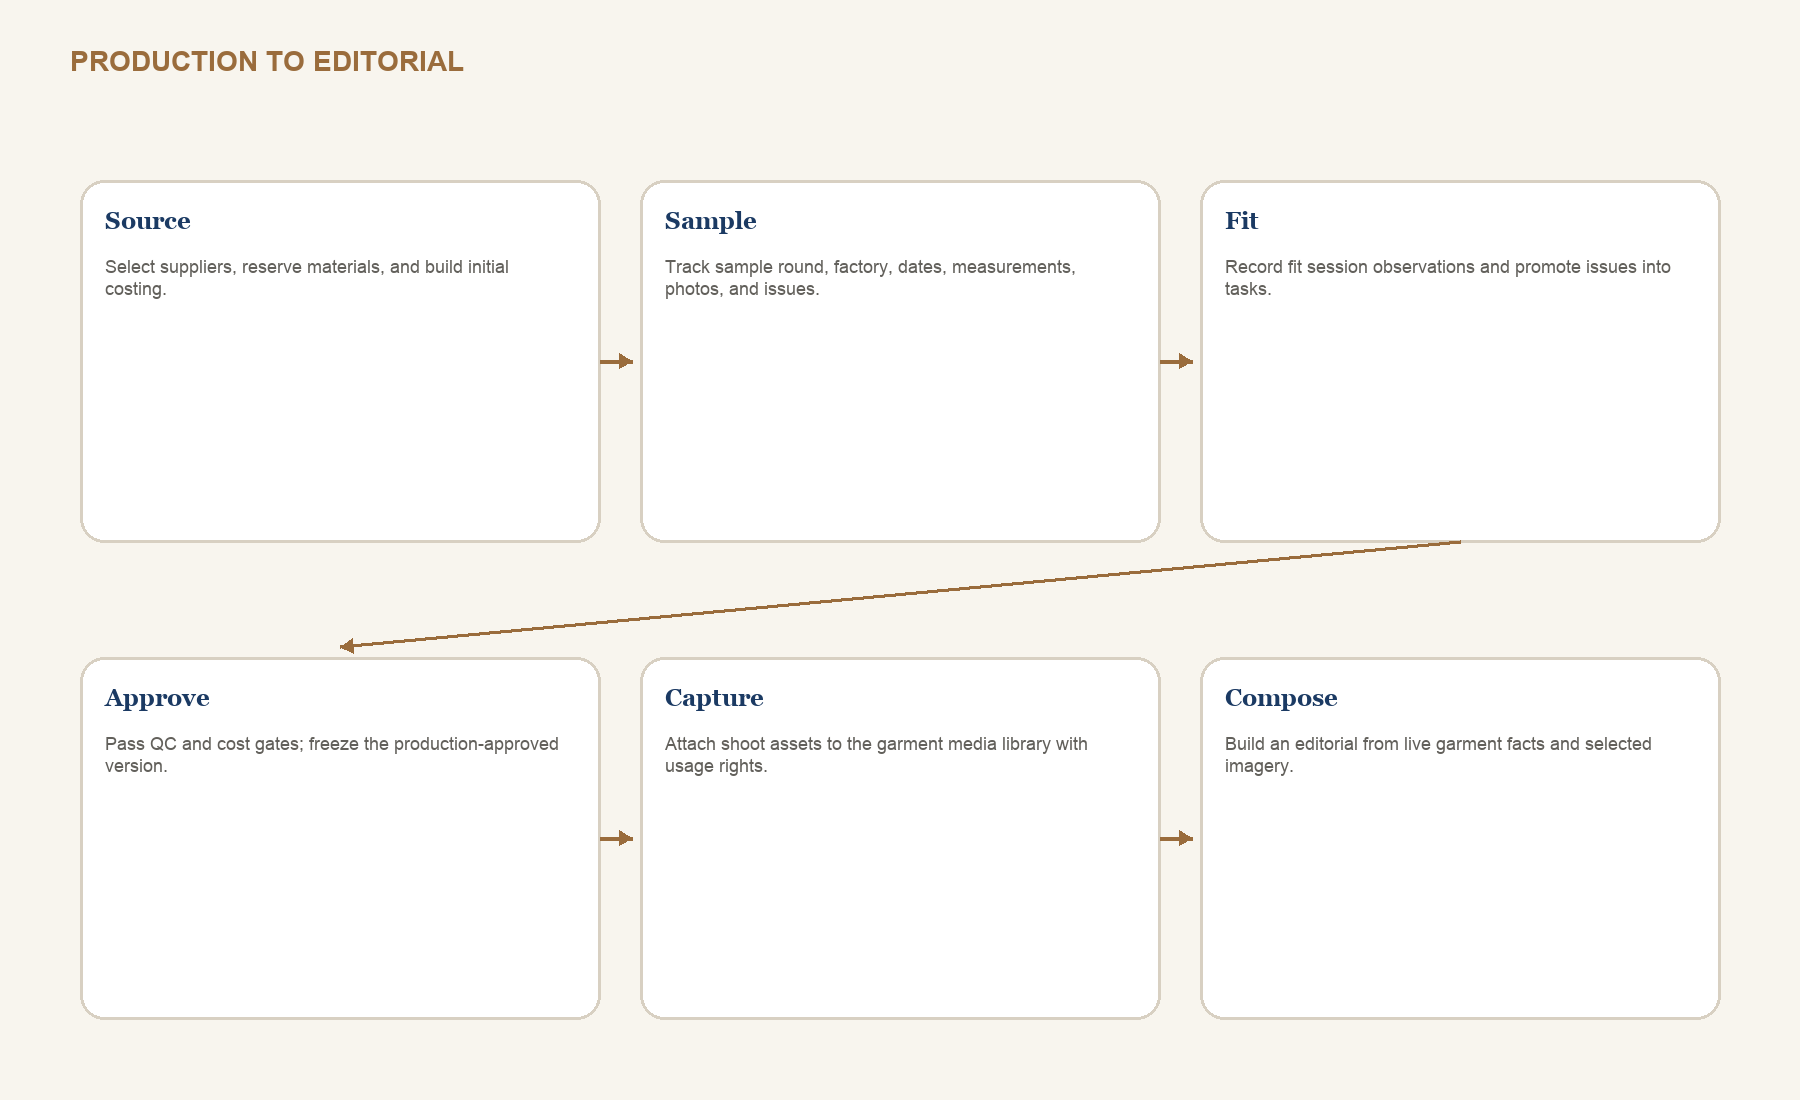 PRODUCTION TO EDITORIAL
Source
Select suppliers, reserve materials, and build initial
costing.
Sample
Track sample round, factory, dates, measurements,
photos, and issues.
Fit
Record fit session observations and promote issues into
tasks.
Approve
Pass QC and cost gates; freeze the production-approved
version.
Capture
Attach shoot assets to the garment media library with
usage rights.
Compose
Build an editorial from live garment facts and selected
imagery.